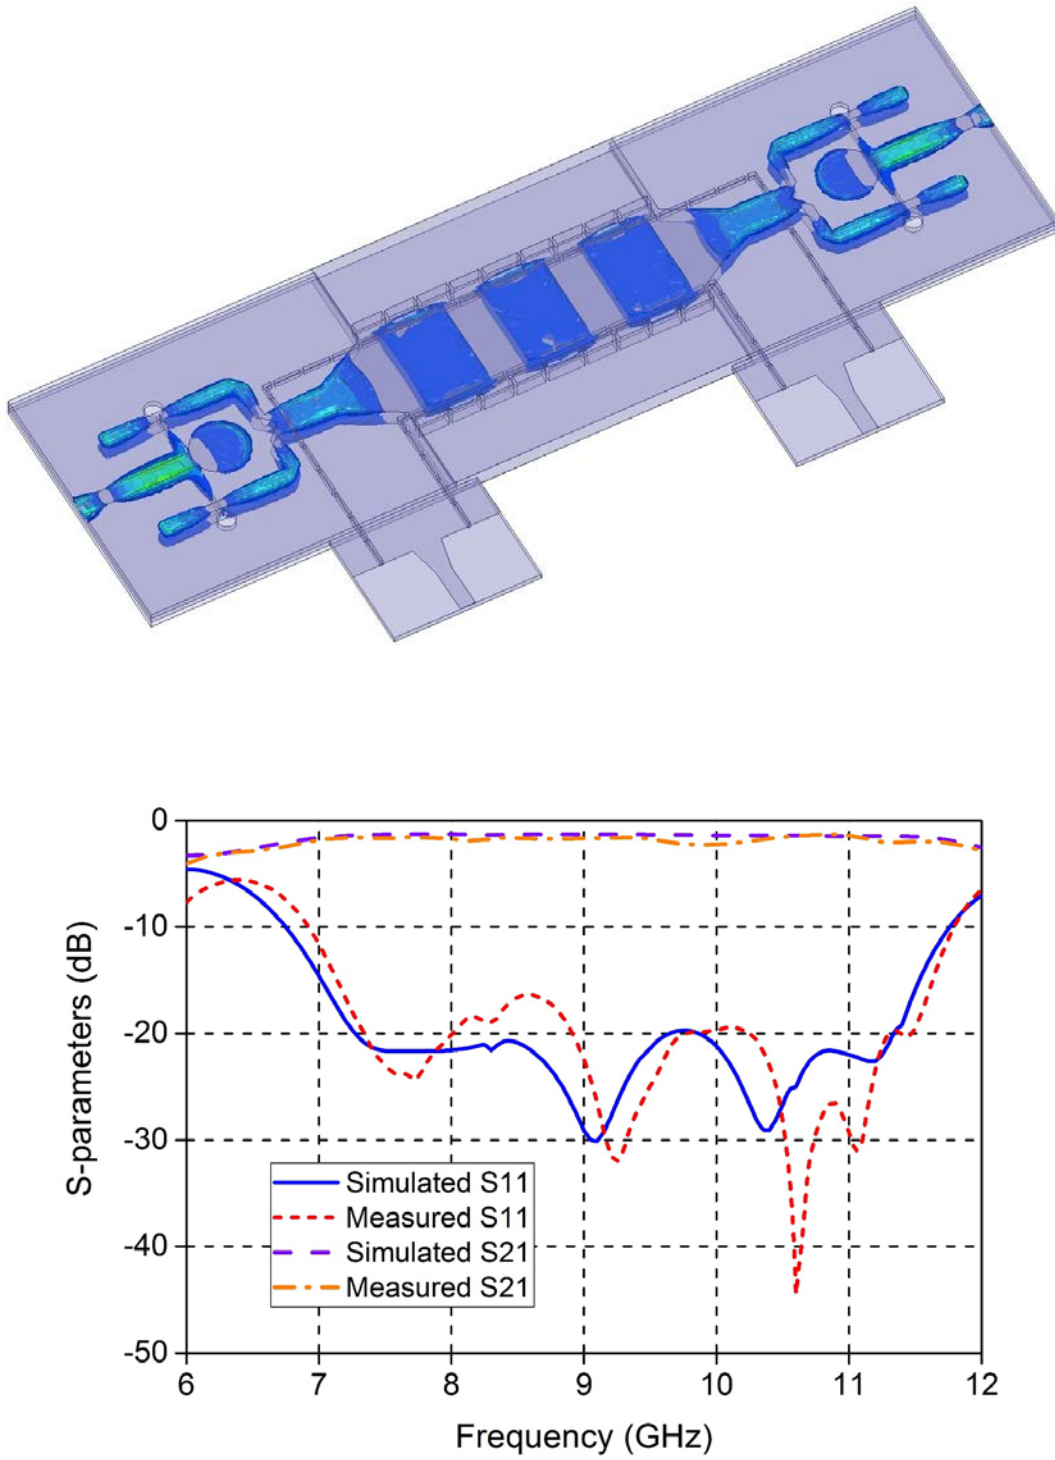 0
-10
-20
-30
-40
-50
S-parameters (dB)
Simulated S11
Measured S11
Simulated S21
Measured S21
6 7 8 9 10 11 12
Frequency (GHz)